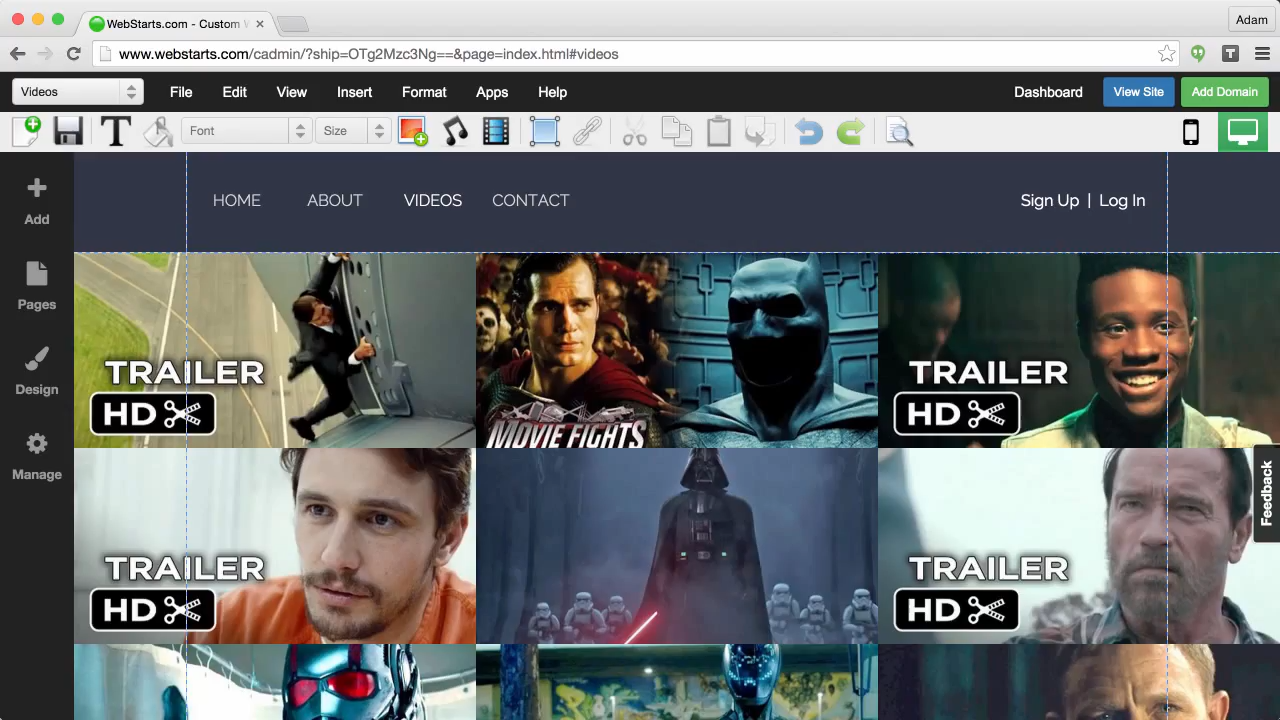 WebStarts.com - Custom W
Adam
www.webstarts.com/cadmin/?ship=OTg2Mzc3Ng==&page=index.html#videos
Videos
File Edit View Insert Format Apps Help
Dashboard View Site Add Domain
T Font Size
Add
Pages
Design
Manage
HOME ABOUT VIDEOS CONTACT
Sign Up | Log In
TRAILER
HD
MOVIE FIGHTS
TRAILER
HD
Feedback
TRAILER
HD
TRAILER
HD